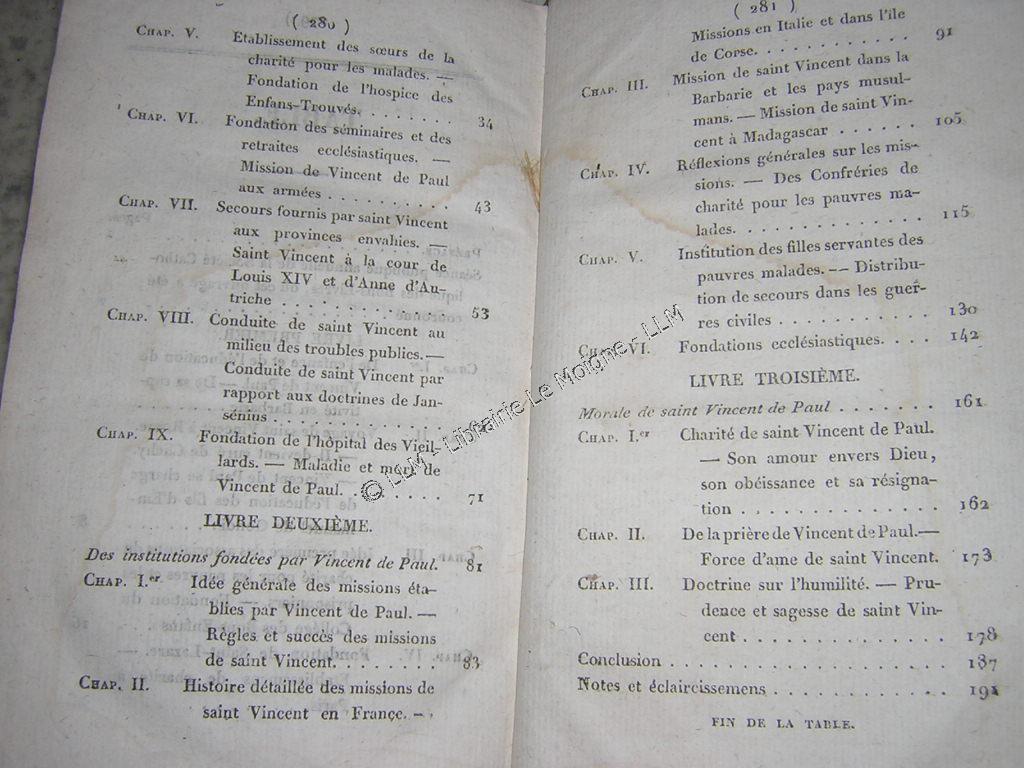 ( 280 )
CHAP. V. Etablissement des sœurs de la
charité pour les malades. —
Fondation de l'hospice des
Enfans-Trouvés. . . . . . . . 34
CHAP. VI. Fondation des séminaires et des
retraites ecclésiastiques. —
Mission de Vincent de Paul
aux armées . . . . . . . . . . 43
CHAP. VII. Secours fournis par saint Vincent
aux provinces envahies. —
Saint Vincent à la cour de
Louis XIV et d'Anne d'Au-
triche . . . . . . . . . . . . . 53
CHAP. VIII. Conduite de saint Vincent au
milieu des troubles publics. —
Conduite de saint Vincent par
rapport aux doctrines de Jan-
sénius . . . . . . . . . . . . .
CHAP. IX. Fondation de l'hôpital des Vieil
lards. — Maladie et mort de
Vincent de Paul. . . . . . . . 71
LIVRE DEUXIÈME.
Des institutions fondées par Vincent de Paul. 81
CHAP. I.er Idée générale des missions éta-
blies par Vincent de Paul. —
Règles et succès des missions
de saint Vincent. . . . . . . . 83
CHAP. II. Histoire détaillée des missions de
saint Vincent en France. —
( 281 )
Missions en Italie et dans l'île
de Corse. . . . . . . . . . . . 91
CHAP. III. Mission de saint Vincent dans la
Barbarie et les pays musul-
mans. — Mission de saint Vin-
cent à Madagascar . . . . . . 105
CHAP. IV. Réflexions générales sur les mis-
sions. — Des Confréries de
charité pour les pauvres ma-
lades. . . . . . . . . . . . . . 115
CHAP. V. Institution des filles servantes des
pauvres malades. — Distribu-
tion de secours dans les guer-
res civiles . . . . . . . . . . . 130
CHAP. VI. Fondations ecclésiastiques. . . . 142
LIVRE TROISIÈME.
Morale de saint Vincent de Paul . . . . . . . 161
CHAP. I.er Charité de saint Vincent de Paul.
— Son amour envers Dieu,
son obéissance et sa résigna-
tion . . . . . . . . . . . . . . 162
CHAP. II. De la prière de Vincent de Paul. —
Force d'ame de saint Vincent. 173
CHAP. III. Doctrine sur l'humilité. — Pru-
dence et sagesse de saint Vin-
cent . . . . . . . . . . . . . . 178
Conclusion . . . . . . . . . . . . . . . . . . 187
Notes et éclaircissemens . . . . . . . . . . . 191
FIN DE LA TABLE.
© LLM - Librairie Le Moigne - LLM